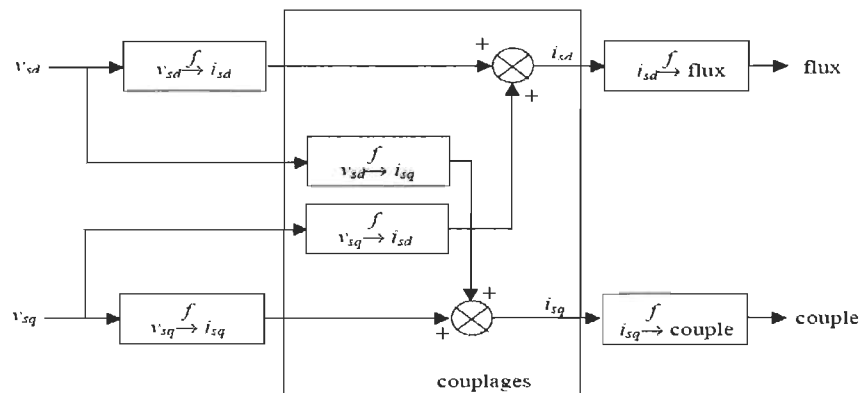 v_sd
f
v_sd → i_sd
+
+
i_sd
f
i_sd → flux
flux
f
v_sd → i_sq
f
v_sq → i_sd
v_sq
f
v_sq → i_sq
+
+
i_sq
f
i_sq → couple
couple
couplages